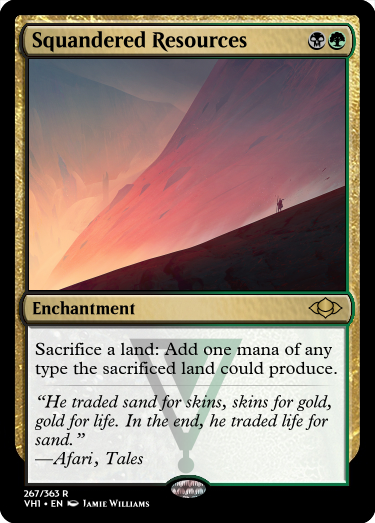 Squandered Resources
Enchantment
Sacrifice a land: Add one mana of any
type the sacrificed land could produce.
“He traded sand for skins, skins for gold,
gold for life. In the end, he traded life for
sand.”
—Afari, Tales
267/363 R
VH1 • EN Jamie Williams